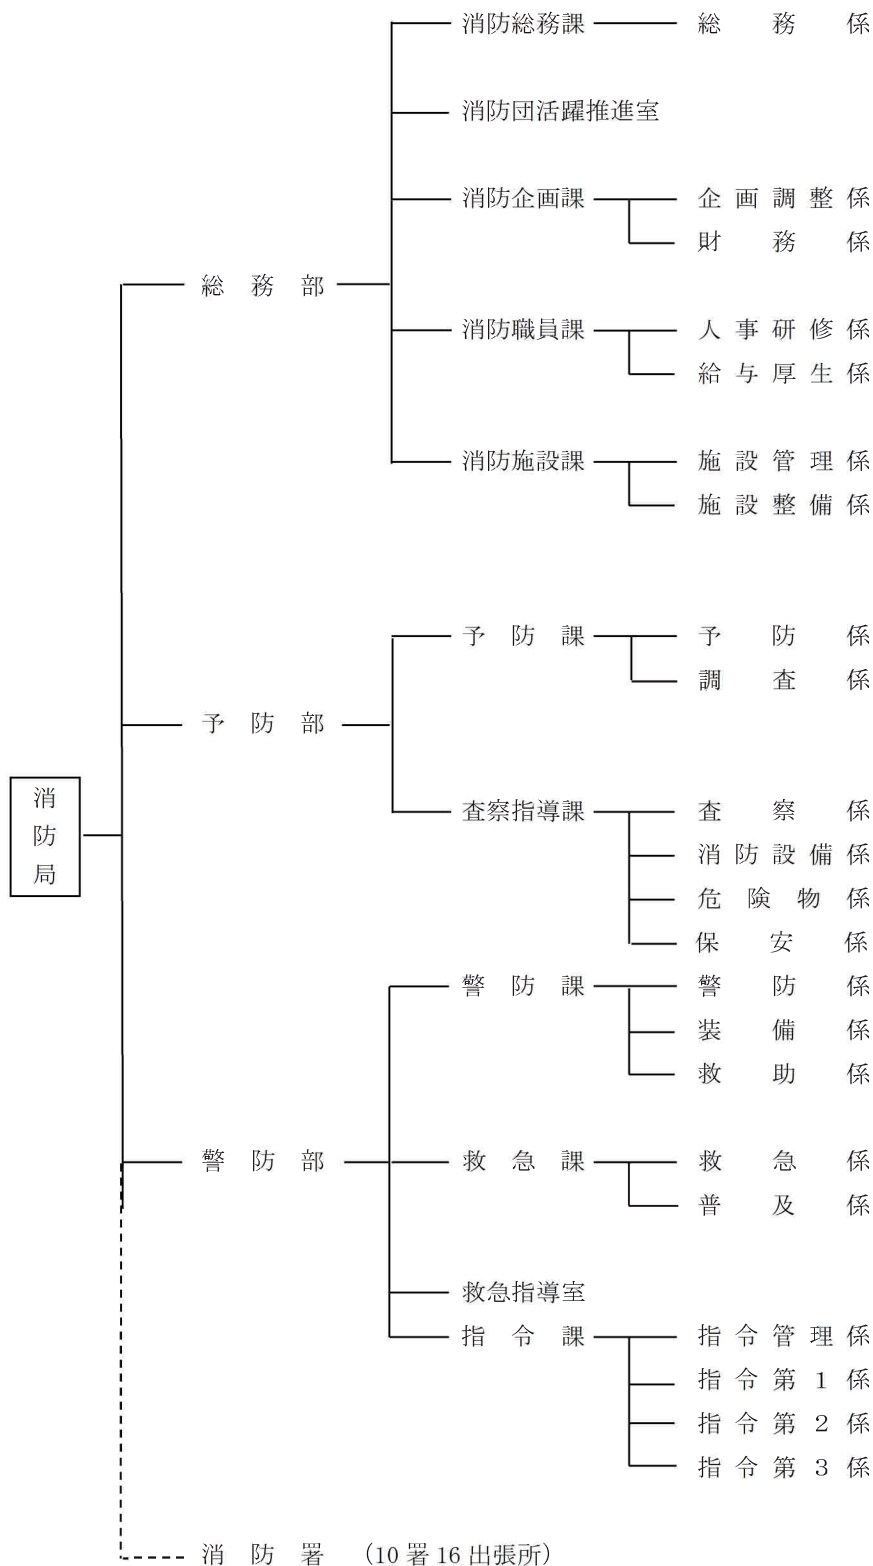 消防総務課 総務係
消防団活躍推進室
消防企画課 企画調整係
財務係
総務部
消防職員課 人事研修係
給与厚生係
消防施設課 施設管理係
施設整備係
予防課 予防係
調査係
予防部
消防局
査察指導課 査察係
消防設備係
危険物係
保安係
警防課 警防係
装備係
救助係
警防部 救急課 救急係
普及係
救急指導室
指令課 指令管理係
指令第1係
指令第2係
指令第3係
消防署 (10署16出張所)